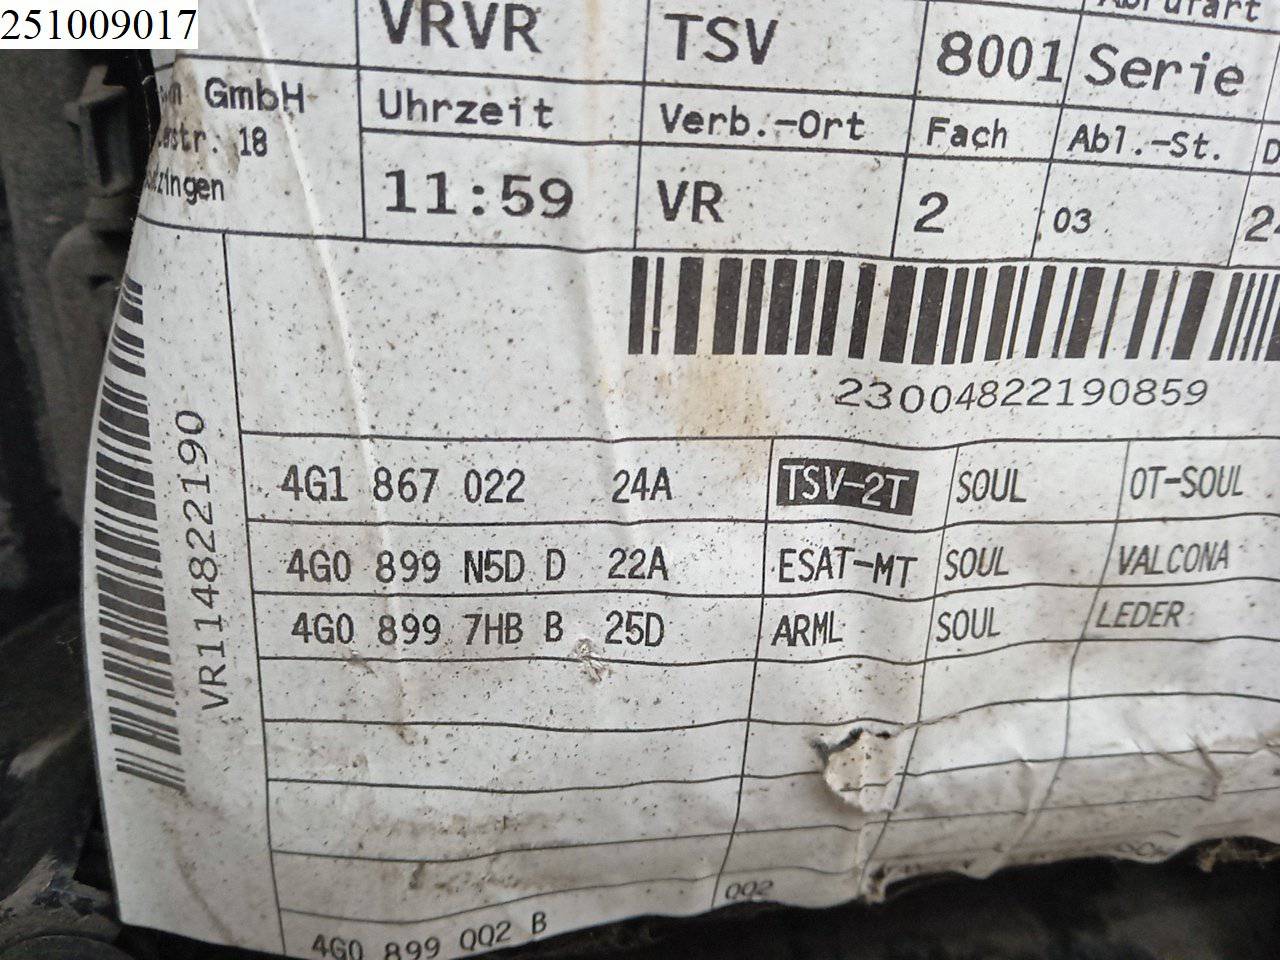 251009017
VRVR TSV 8001 Serie
GmbH Uhrzeit Verb.-Ort Fach Abl.-St.
18
11:59 VR 2 03
23004822190859
VR114822190
4G1 867 022 24A TSV-2T SOUL OT-SOUL
4G0 899 N5D D 22A ESAT-MT SOUL VALCONA
4G0 899 7HB B 25D ARML SOUL LEDER
002
4G0 899 002 B